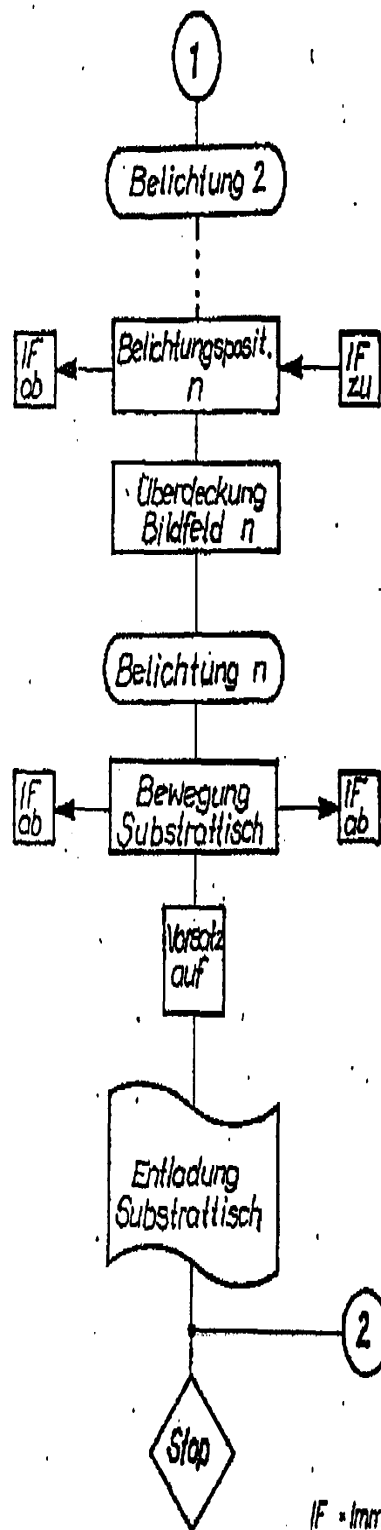 1
Belichtung 2
IF
ab
Belichtungsposit.
n
IF
zu
Überdeckung
Bildfeld n
Belichtung n
IF
ab
Bewegung
Substrattisch
IF
ab
Vorsatz
auf
Entladung
Substrattisch
2
Stop
IF = Imm